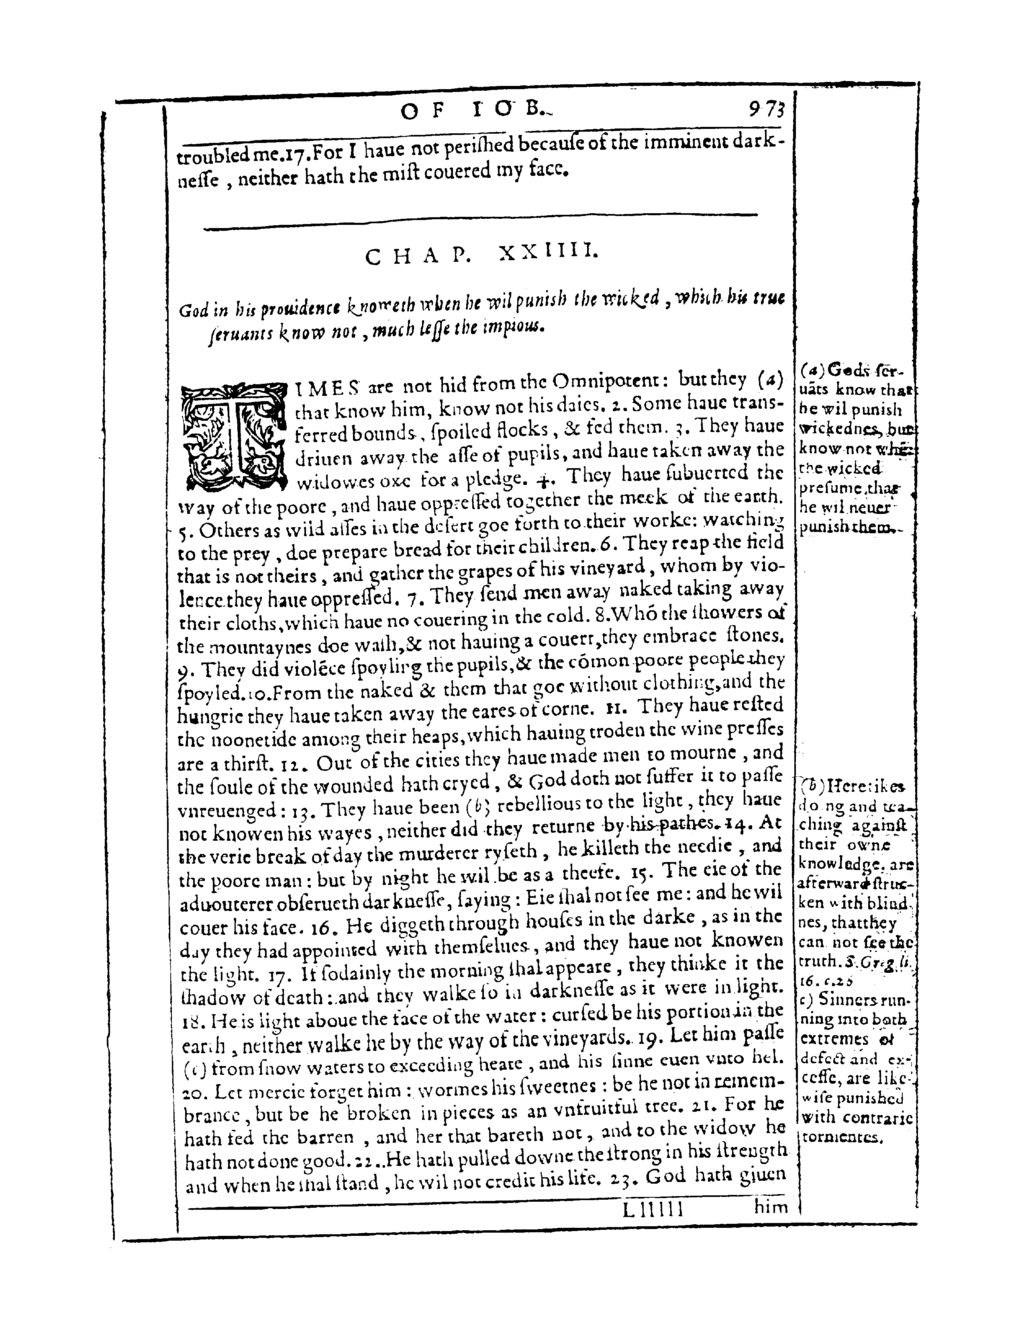 OF IOB. 973
troubled me. 17. For I haue not periſhed becauſe of the imminent dark-
neſſe, neither hath the miſt couered my face.
CHAP. XXIIII.
God in his prouidence knoweth when he wil punish the wicked, which his true
ſeruants know not, much leſſe the impious.
TIMES are not hid from the Omnipotent: but they (a)
that know him, know not his daies. 2. Some haue trans-
ferred bounds, ſpoiled flocks, & fed them. 3. They haue
driuen away the aſſe of pupils, and haue taken away the
widowes oxe for a pledge. 4. They haue ſubuerted the
way of the poore, and haue oppreſſed together the meek of the earth.
5. Others as wild aſſes in the deſert goe forth to their worke: watching
to the prey, doe prepare bread for their children. 6. They reap the field
that is not theirs, and gather the grapes of his vineyard, whom by vio-
lence they haue oppreſſed. 7. They ſend men away naked taking away
their cloths, which haue no couering in the cold. 8. Whõ the ſhowers of
the mountaynes doe waſh, & not hauing a couert, they embrace ſtones.
9. They did violẽce ſpoyling the pupils, & the cõmon poore people they
ſpoyled. 10. From the naked & them that goe without clothing, and the
hungrie they haue taken away the eares of corne. 11. They haue reſted
the noonetide among their heaps, which hauing troden the wine preſſes
are a thirſt. 12. Out of the cities they haue made men to mourne, and
the ſoule of the wounded hath cryed, & God doth not ſuffer it to paſſe
vnreuenged: 13. They haue been (b) rebellious to the light, they haue
not knowen his wayes, neither did they returne by his pathes. 14. At
the verie break of day the murderer ryſeth, he killeth the needie, and
the poore man: but by night he wil be as a theefe. 15. The eie of the
aduouterer obſerueth darkneſſe, ſaying: Eie ſhal not ſee me: and he wil
couer his face. 16. He diggeth through houſes in the darke, as in the
day they had appointed with themſelues, and they haue not knowen
the light. 17. If ſodainly the morning ſhal appeare, they thinke it the
ſhadow of death: and they walke ſo in darkneſſe as it were in light.
18. He is light aboue the face of the water: curſed be his portion in the
earth, neither walke he by the way of the vineyards. 19. Let him paſſe
(c) from ſnow waters to exceeding heate, and his ſinne euen vnto hel.
20. Let mercie forget him: wormes his ſweetnes: be he not in remem-
brance, but be he broken in pieces as an vnfruitful tree. 21. For he
hath fed the barren, and her that bareth not, and to the widow he
hath not done good. 22. He hath pulled downe the ſtrong in his ſtrength
and when he ſhal ſtand, he wil not credit his life. 23. God hath giuen
Llllll him
(a) Gods ſer-
uãts know that
he wil punish
wickednes, but
know not whẽ:
the wicked
preſume, that
he wil neuer
punish them.
(b) Heretikes
doing and tea-
ching againſt
their owne
knowledge, are
afterward ſtruc-
ken with blind-
nes, that they
can not ſee the
truth. S. Greg. li.
16. c. 25
c) Sinners run-
ning into both
extremes of
defect and ex-
ceſſe, are like-
wiſe punished
with contrarie
tormentes.